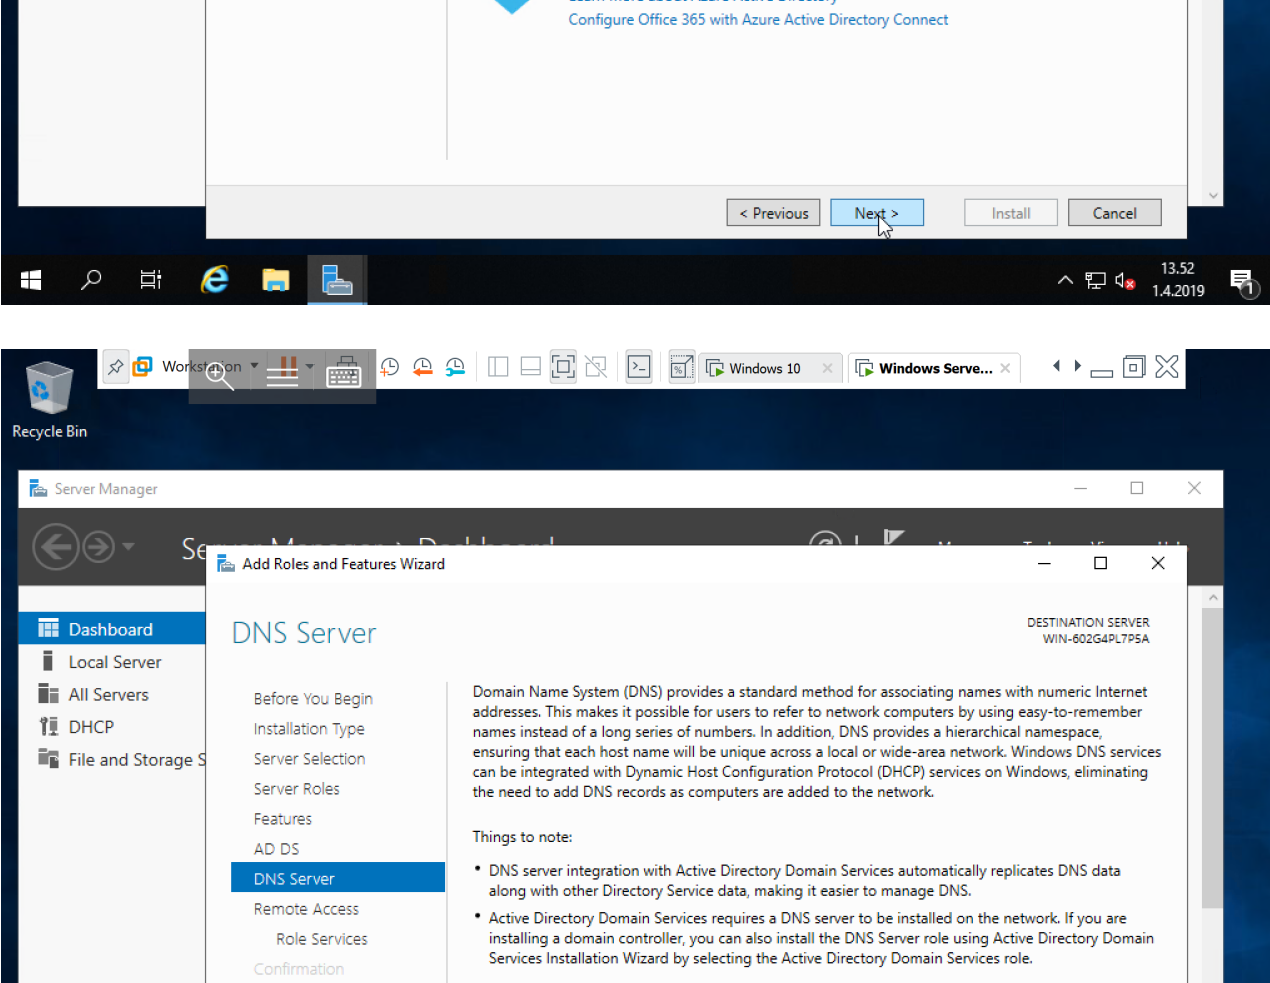 Configure Office 365 with Azure Active Directory Connect
< Previous
Next >
Install
Cancel
13.52
1.4.2019
1
Recycle Bin
Workstation
Windows 10
Windows Serve...
Server Manager
Add Roles and Features Wizard
Dashboard
Local Server
All Servers
DHCP
File and Storage S
DNS Server
DESTINATION SERVER
WIN-602G4PL7P5A
Before You Begin
Installation Type
Server Selection
Server Roles
Features
AD DS
DNS Server
Remote Access
Role Services
Confirmation
Domain Name System (DNS) provides a standard method for associating names with numeric Internet
addresses. This makes it possible for users to refer to network computers by using easy-to-remember
names instead of a long series of numbers. In addition, DNS provides a hierarchical namespace,
ensuring that each host name will be unique across a local or wide-area network. Windows DNS services
can be integrated with Dynamic Host Configuration Protocol (DHCP) services on Windows, eliminating
the need to add DNS records as computers are added to the network.
Things to note:
• DNS server integration with Active Directory Domain Services automatically replicates DNS data
along with other Directory Service data, making it easier to manage DNS.
• Active Directory Domain Services requires a DNS server to be installed on the network. If you are
installing a domain controller, you can also install the DNS Server role using Active Directory Domain
Services Installation Wizard by selecting the Active Directory Domain Services role.